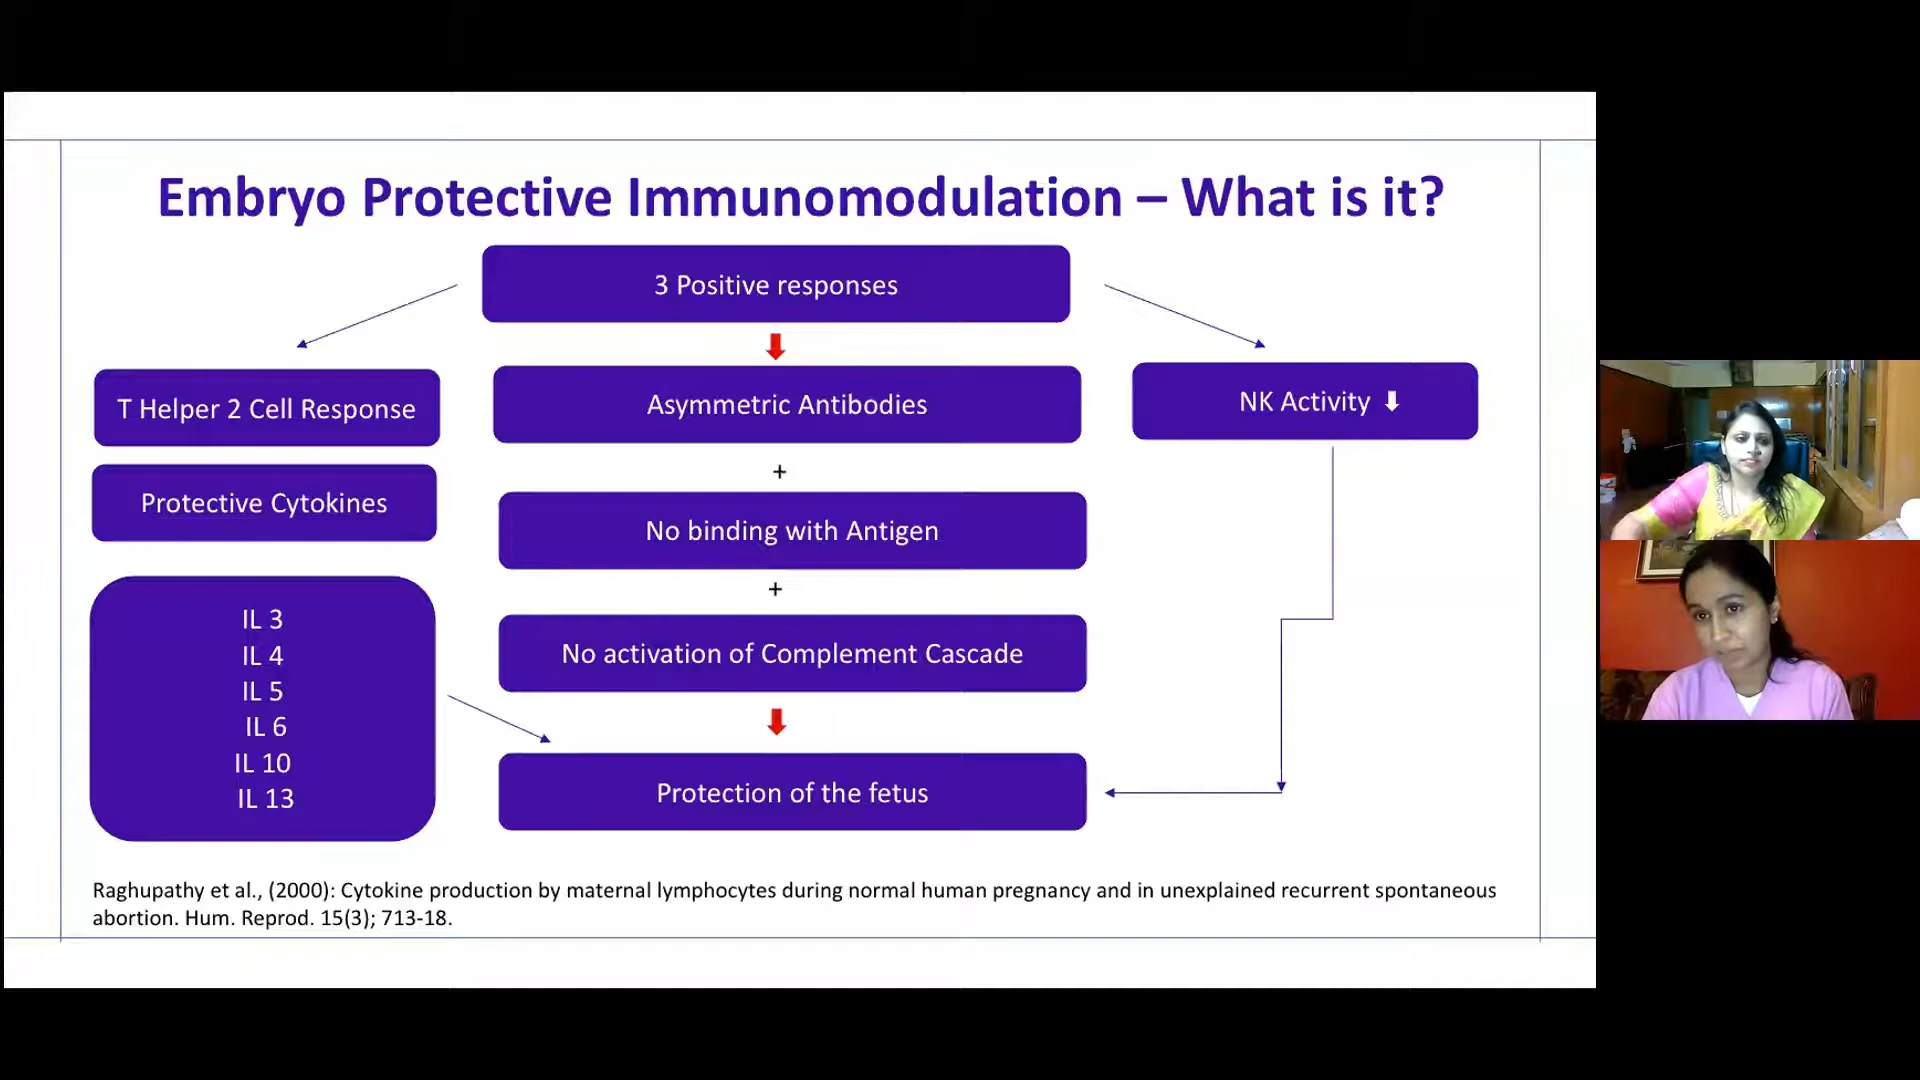 Embryo Protective Immunomodulation – What is it?
3 Positive responses
T Helper 2 Cell Response
Asymmetric Antibodies
NK Activity
+
Protective Cytokines
No binding with Antigen
+
IL 3
IL 4
IL 5
IL 6
IL 10
IL 13
No activation of Complement Cascade
Protection of the fetus
Raghupathy et al., (2000): Cytokine production by maternal lymphocytes during normal human pregnancy and in unexplained recurrent spontaneous
abortion. Hum. Reprod. 15(3); 713-18.